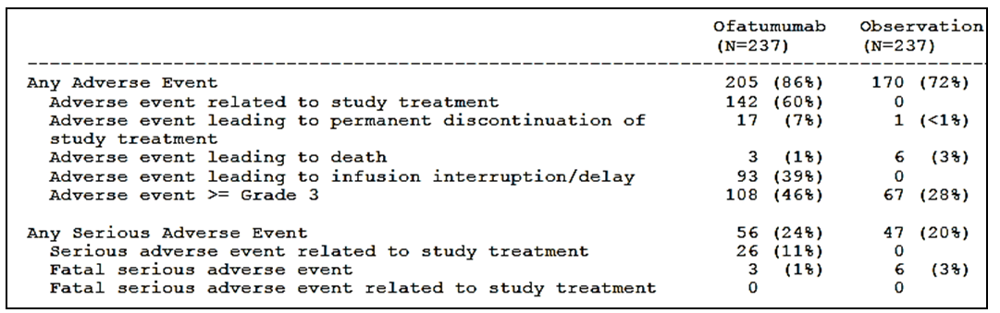 Ofatumumab Observation
(N=237) (N=237)
Any Adverse Event 205 (86%) 170 (72%)
Adverse event related to study treatment 142 (60%) 0
Adverse event leading to permanent discontinuation of 17 (7%) 1 (<1%)
study treatment
Adverse event leading to death 3 (1%) 6 (3%)
Adverse event leading to infusion interruption/delay 93 (39%) 0
Adverse event >= Grade 3 108 (46%) 67 (28%)
Any Serious Adverse Event 56 (24%) 47 (20%)
Serious adverse event related to study treatment 26 (11%) 0
Fatal serious adverse event 3 (1%) 6 (3%)
Fatal serious adverse event related to study treatment 0 0